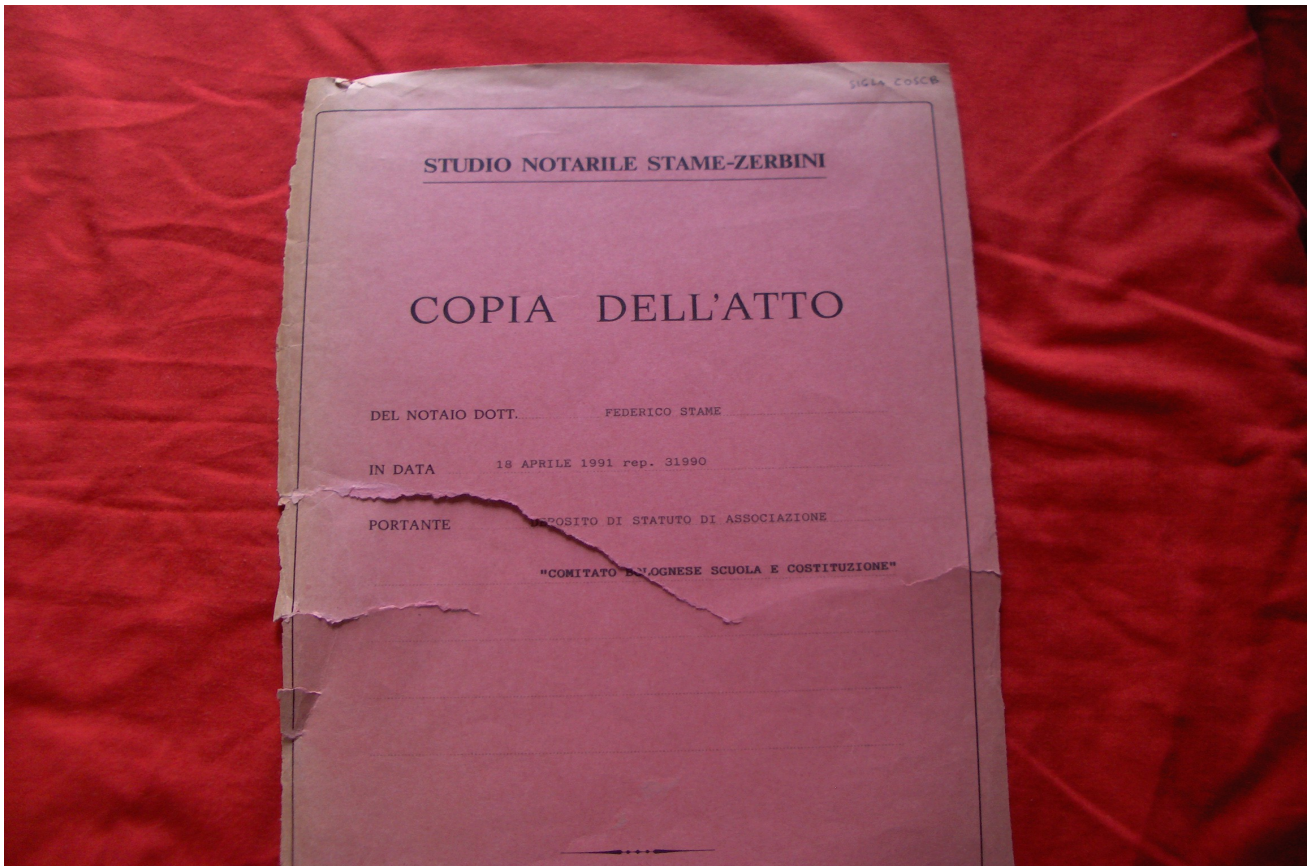 SIGLA COSCB
STUDIO NOTARILE STAME-ZERBINI
COPIA DELL'ATTO
DEL NOTAIO DOTT. FEDERICO STAME
IN DATA 18 APRILE 1991 rep. 31990
PORTANTE DEPOSITO DI STATUTO DI ASSOCIAZIONE
"COMITATO BOLOGNESE SCUOLA E COSTITUZIONE"